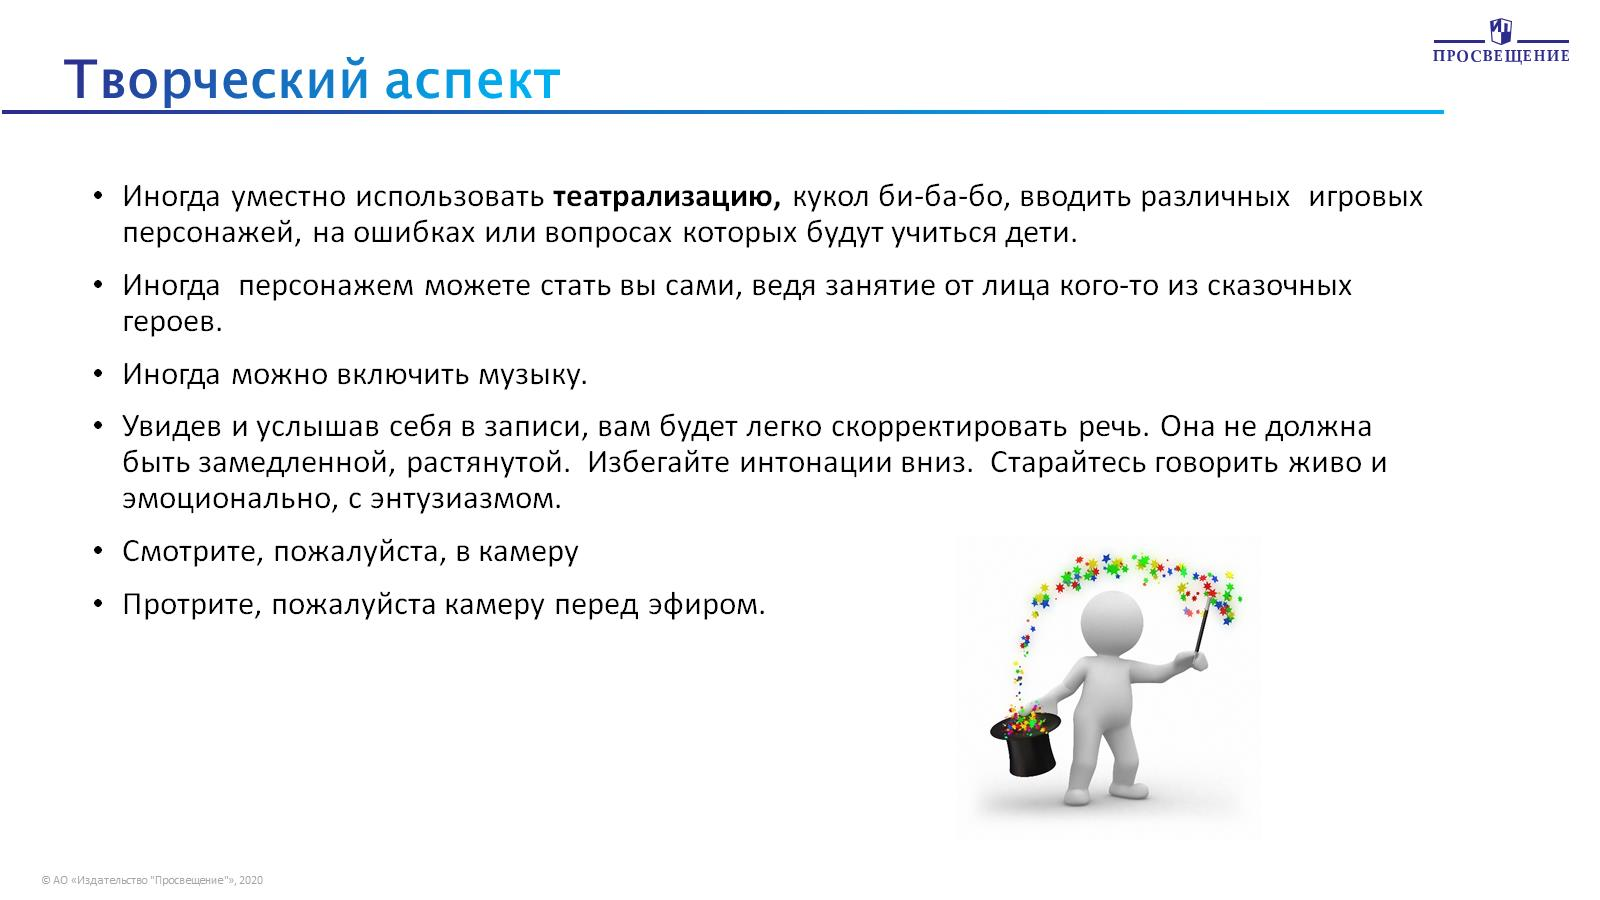 ПРОСВЕЩЕНИЕ
Творческий аспект
• Иногда уместно использовать театрализацию, кукол би-ба-бо, вводить различных  игровых
персонажей, на ошибках или вопросах которых будут учиться дети.
• Иногда  персонажем можете стать вы сами, ведя занятие от лица кого-то из сказочных
героев.
• Иногда можно включить музыку.
• Увидев и услышав себя в записи, вам будет легко скорректировать речь. Она не должна
быть замедленной, растянутой.  Избегайте интонации вниз.  Старайтесь говорить живо и
эмоционально, с энтузиазмом.
• Смотрите, пожалуйста, в камеру
• Протрите, пожалуйста камеру перед эфиром.
© АО «Издательство "Просвещение"», 2020